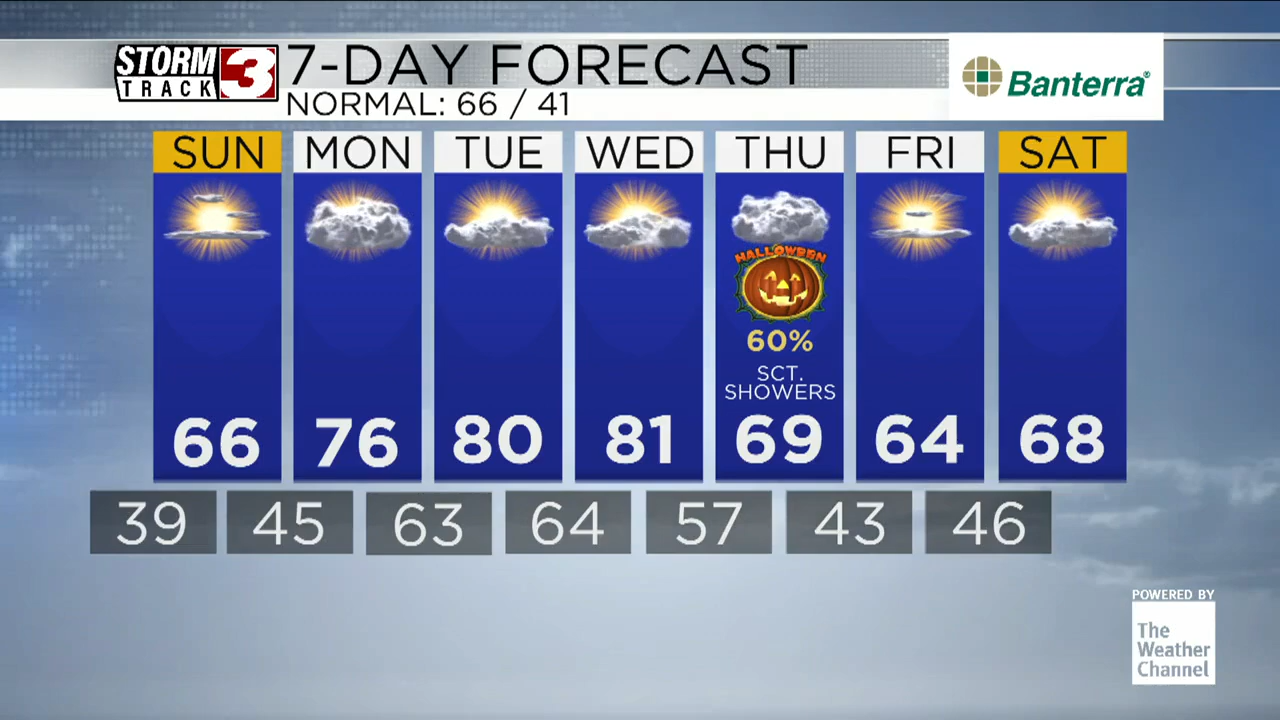 STORM
TRACK
3
7-DAY FORECAST
NORMAL: 66 / 41
Banterra®
SUN MON TUE WED THU FRI SAT
HALLOWEEN
60%
SCT.
SHOWERS
66 76 80 81 69 64 68
39 45 63 64 57 43 46
POWERED BY
The
Weather
Channel